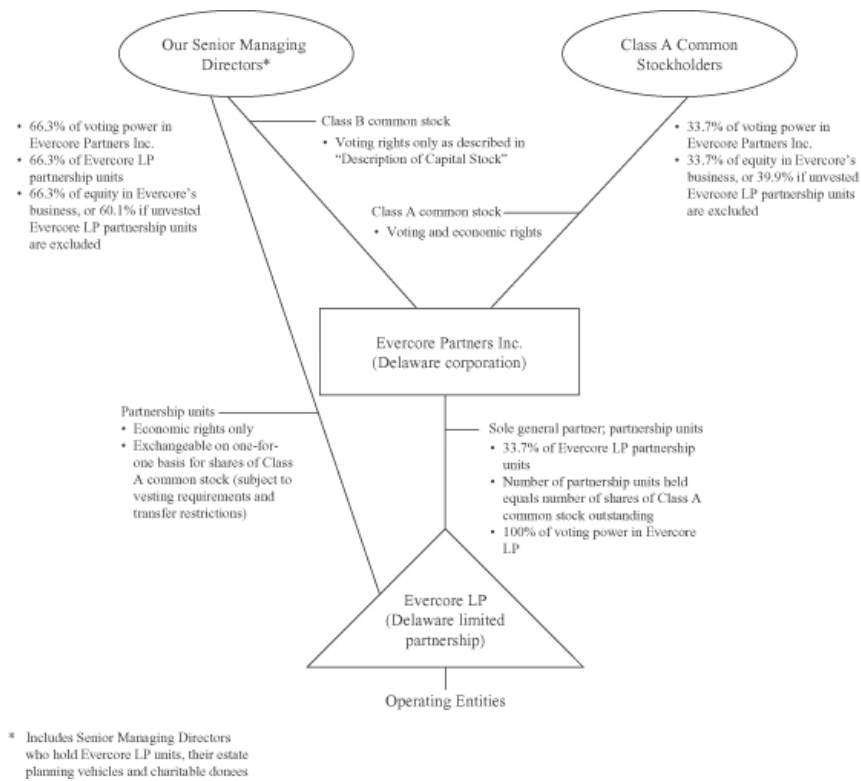 Our Senior Managing
Directors*
Class A Common
Stockholders
• 66.3% of voting power in
Evercore Partners Inc.
• 66.3% of Evercore LP
partnership units
• 66.3% of equity in Evercore's
business, or 60.1% if unvested
Evercore LP partnership units
are excluded
Class B common stock
• Voting rights only as described in
"Description of Capital Stock"
• 33.7% of voting power in
Evercore Partners Inc.
• 33.7% of equity in Evercore's
business, or 39.9% if unvested
Evercore LP partnership units
are excluded
Class A common stock
• Voting and economic rights
Evercore Partners Inc.
(Delaware corporation)
Partnership units
• Economic rights only
• Exchangeable on one-for-
one basis for shares of Class
A common stock (subject to
vesting requirements and
transfer restrictions)
Sole general partner; partnership units
• 33.7% of Evercore LP partnership
units
• Number of partnership units held
equals number of shares of Class A
common stock outstanding
• 100% of voting power in Evercore
LP
Evercore LP
(Delaware limited
partnership)
Operating Entities
* Includes Senior Managing Directors
who hold Evercore LP units, their estate
planning vehicles and charitable donees